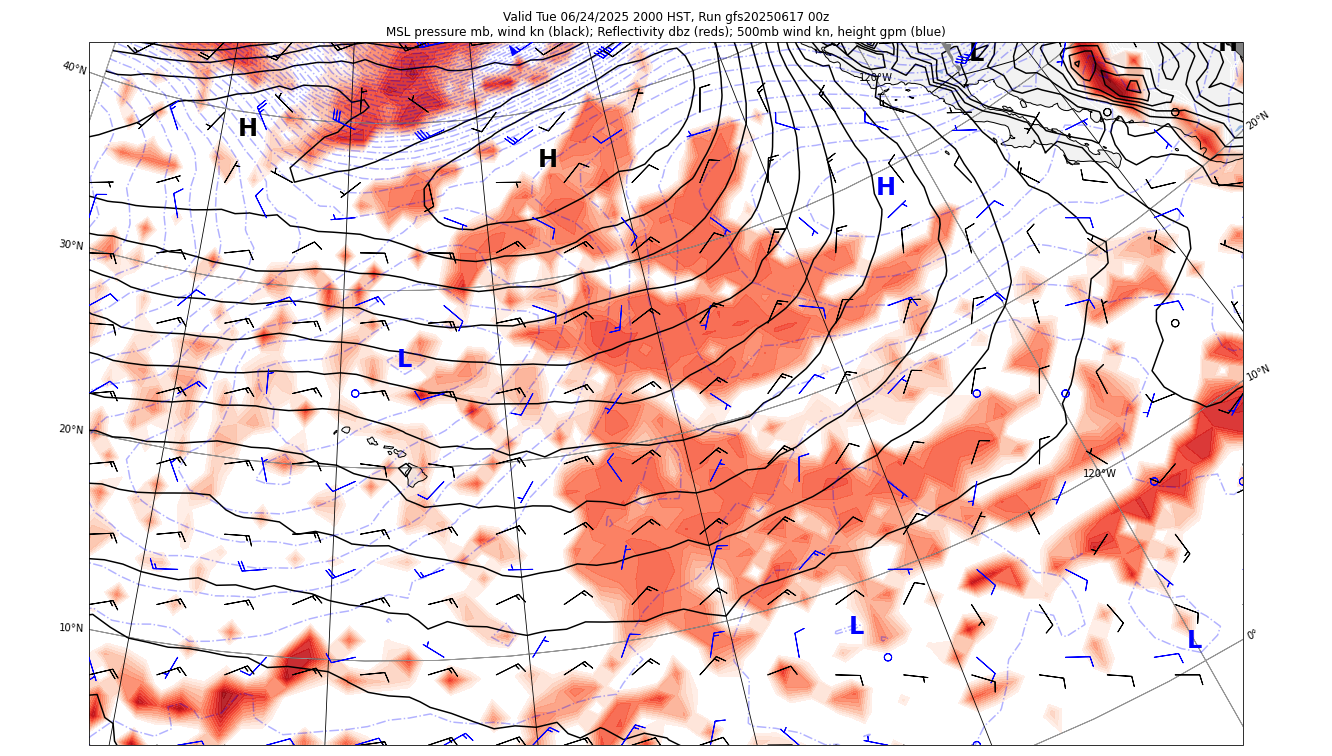 Valid Tue 06/24/2025 2000 HST, Run gfs20250617 00z
MSL pressure mb, wind kn (black); Reflectivity dbz (reds); 500mb wind kn, height gpm (blue)
H
L
40°N
120°W
20°N
H
H
H
30°N
L
10°N
20°N
120°W
10°N
L
L
0°